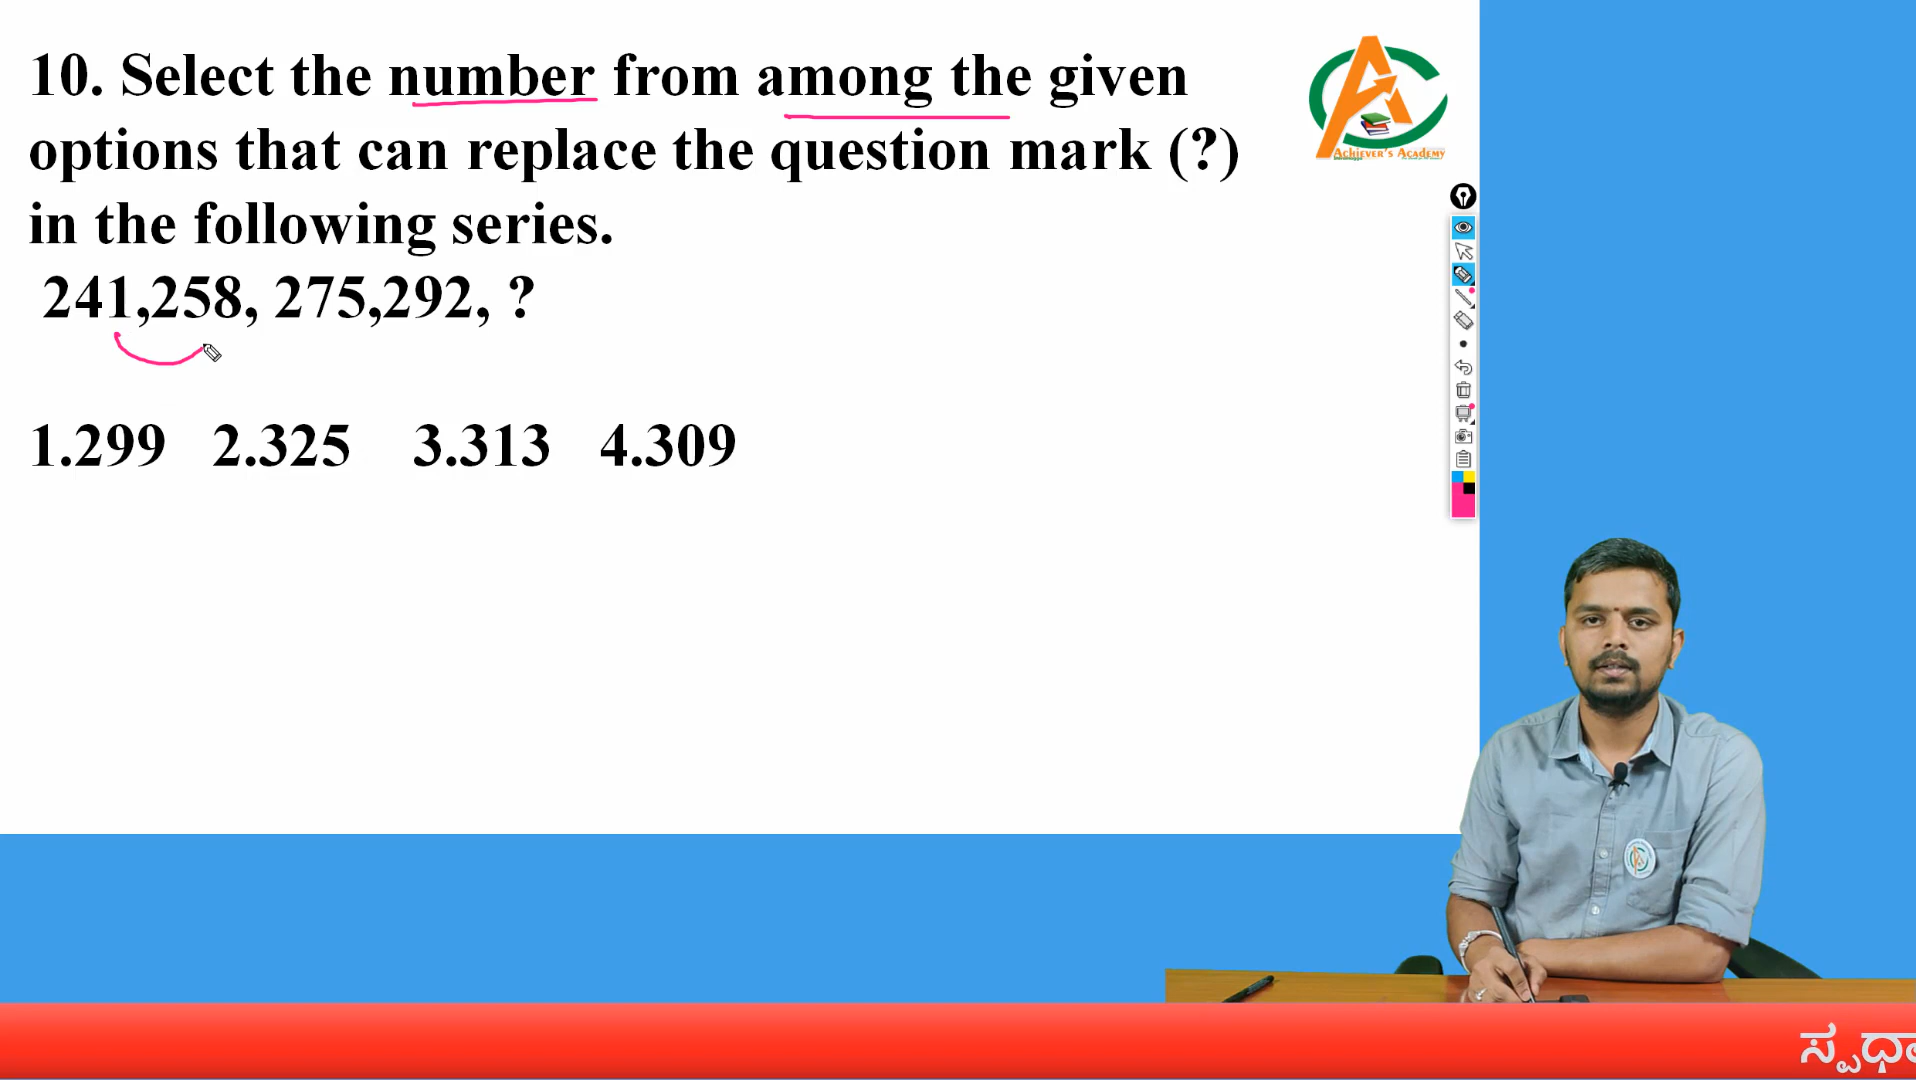 10. Select the number from among the given
options that can replace the question mark (?)
in the following series.
241,258, 275,292, ?
1.299 2.325 3.313 4.309
ACHIEVER'S ACADEMY